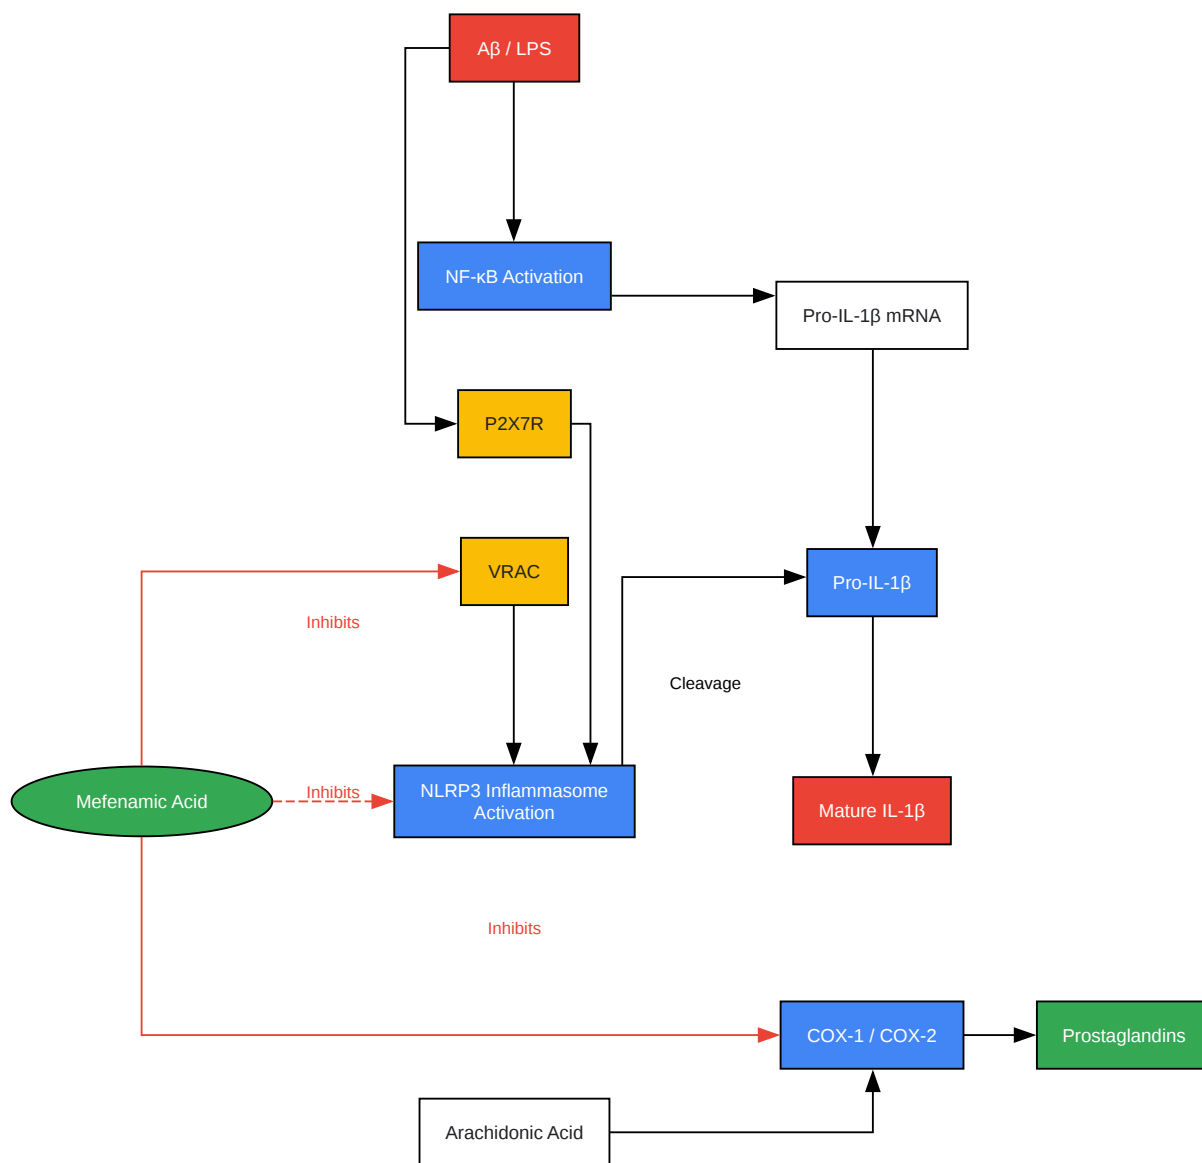 Aβ / LPS
NF-κB Activation
Pro-IL-1β mRNA
P2X7R
VRAC
Pro-IL-1β
Inhibits
Cleavage
Mefenamic Acid
Inhibits
NLRP3 Inflammasome
Activation
Mature IL-1β
Inhibits
COX-1 / COX-2
Prostaglandins
Arachidonic Acid